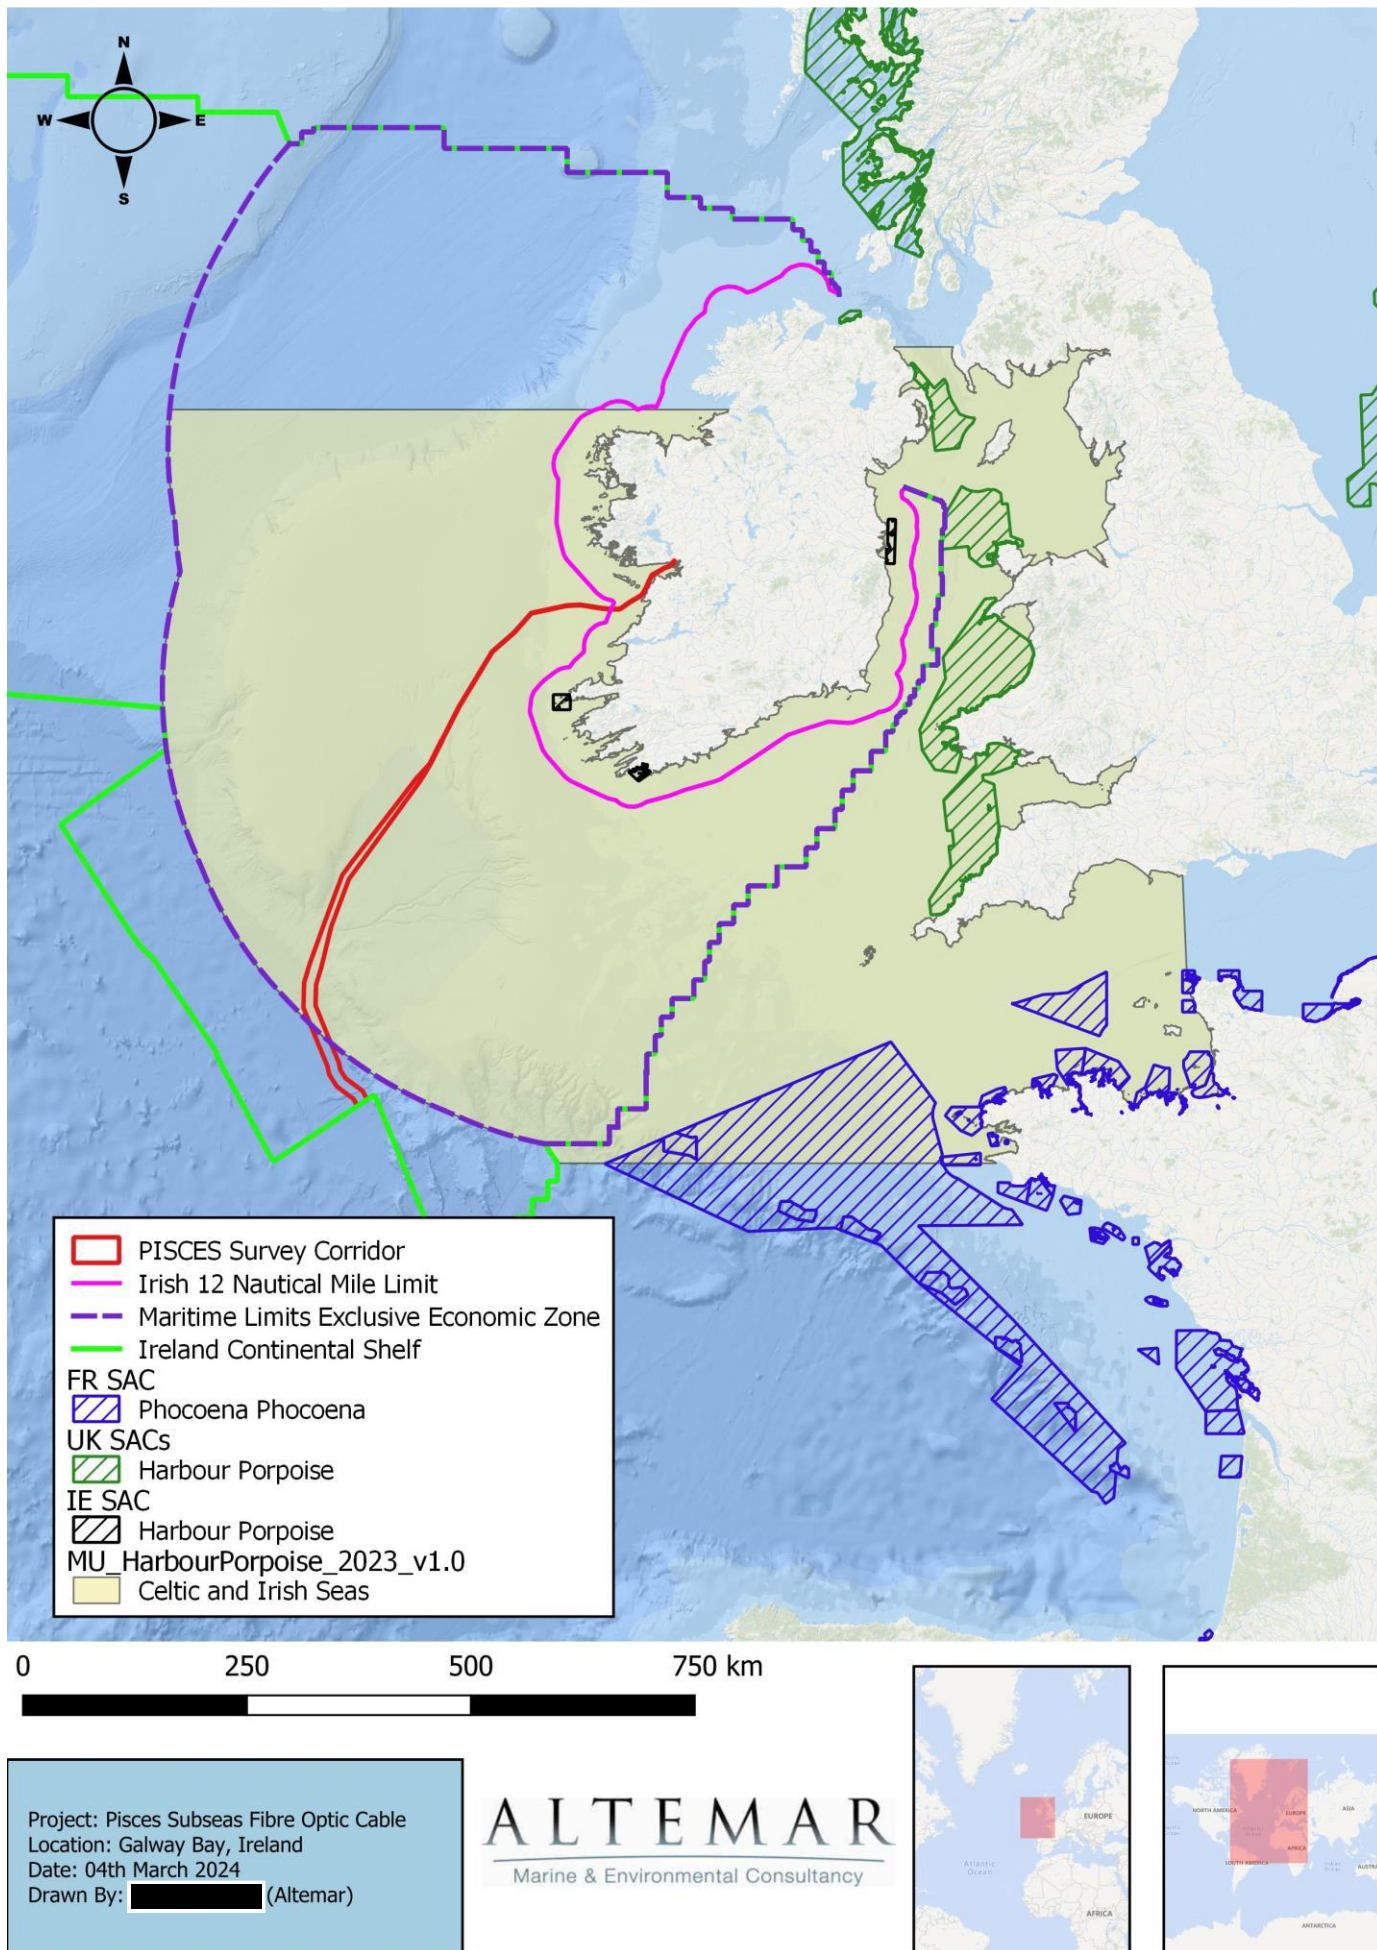 N
W
E
S
PISCES Survey Corridor
Irish 12 Nautical Mile Limit
Maritime Limits Exclusive Economic Zone
Ireland Continental Shelf
FR SAC
Phocoena Phocoena
UK SACs
Harbour Porpoise
IE SAC
Harbour Porpoise
MU_HarbourPorpoise_2023_v1.0
Celtic and Irish Seas
0 250 500 750 km
Project: Pisces Subseas Fibre Optic Cable
Location: Galway Bay, Ireland
Date: 04th March 2024
Drawn By: (Altemar)
ALTEMAR
Marine & Environmental Consultancy
EUROPE
Atlantic
Ocean
AFRICA
NORTH AMERICA
EUROPE
ASIA
AFRICA
SOUTH AMERICA
ANTARCTICA